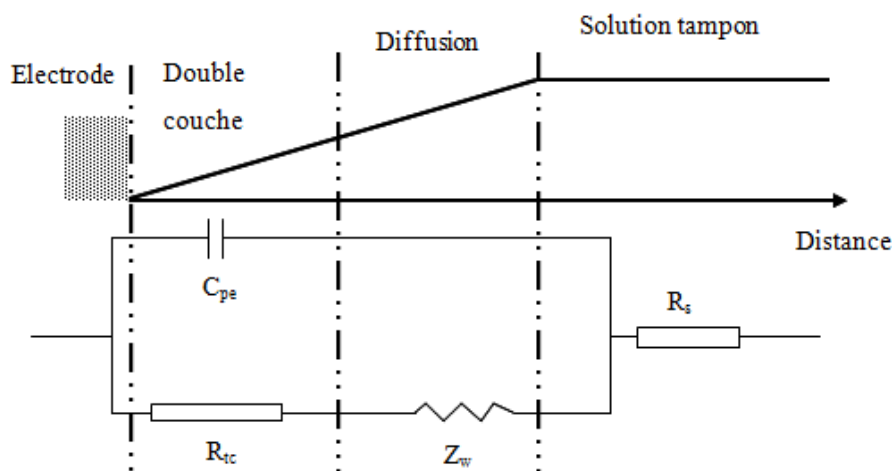 Electrode
Double
couche
Diffusion
Solution tampon
Distance
Cpe
Rs
Rtc
Zw